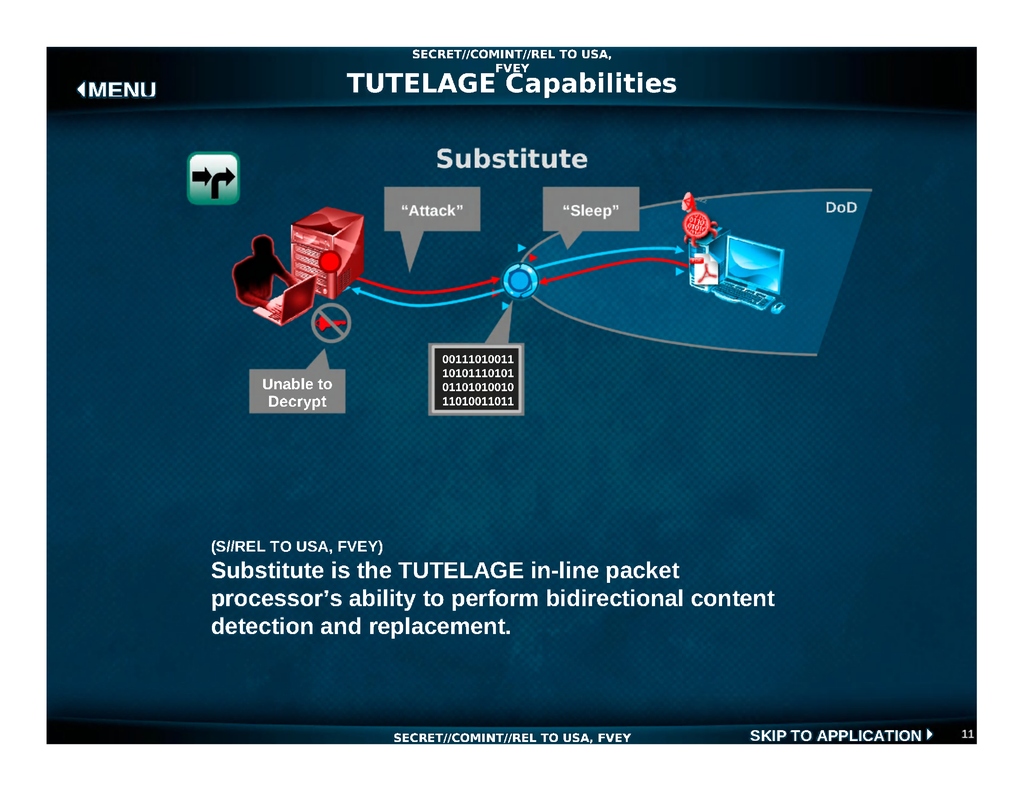 SECRET//COMINT//REL TO USA,
FVEY
MENU
TUTELAGE Capabilities
Substitute
“Attack”
“Sleep”
DoD
00111010011
10101110101
01101010010
11010011011
Unable to
Decrypt
(S//REL TO USA, FVEY)
Substitute is the TUTELAGE in-line packet
processor’s ability to perform bidirectional content
detection and replacement.
SECRET//COMINT//REL TO USA, FVEY
SKIP TO APPLICATION
11